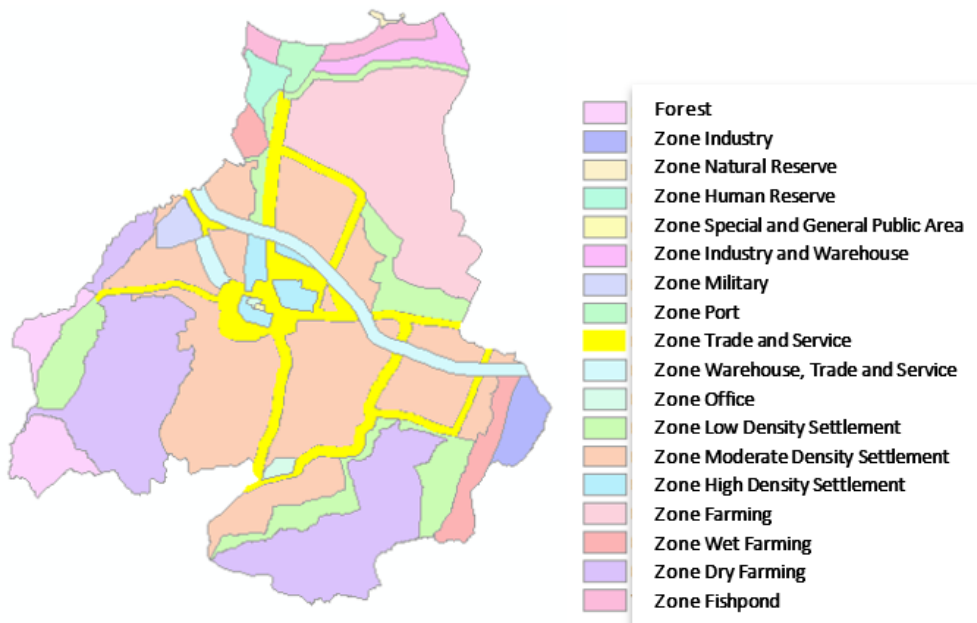 Forest
Zone Industry
Zone Natural Reserve
Zone Human Reserve
Zone Special and General Public Area
Zone Industry and Warehouse
Zone Military
Zone Port
Zone Trade and Service
Zone Warehouse, Trade and Service
Zone Office
Zone Low Density Settlement
Zone Moderate Density Settlement
Zone High Density Settlement
Zone Farming
Zone Wet Farming
Zone Dry Farming
Zone Fishpond